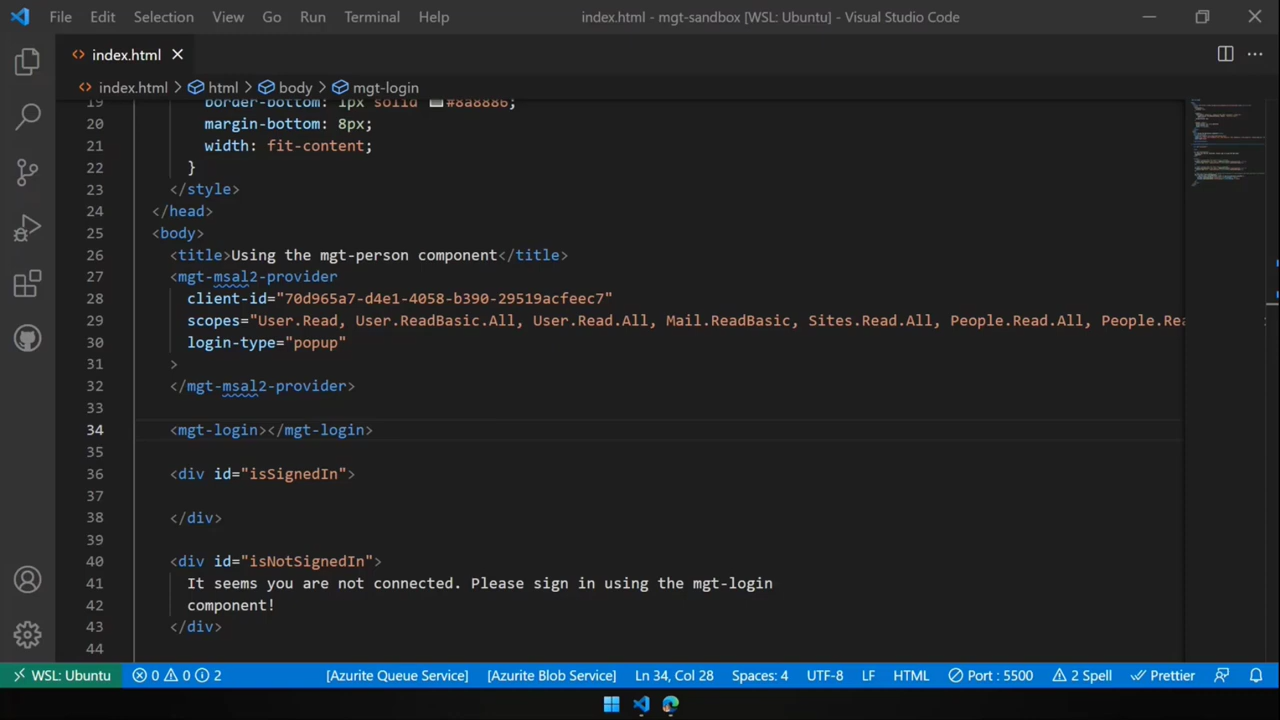 File Edit Selection View Go Run Terminal Help index.html - mgt-sandbox [WSL: Ubuntu] - Visual Studio Code
index.html
index.html > html > body > mgt-login
19 border-bottom: 1px solid #8a8886;
20 margin-bottom: 8px;
21 width: fit-content;
22 }
23 </style>
24 </head>
25 <body>
26 <title>Using the mgt-person component</title>
27 <mgt-msal2-provider
28 client-id="70d965a7-d4e1-4058-b390-29519acfeec7"
29 scopes="User.Read, User.ReadBasic.All, User.Read.All, Mail.ReadBasic, Sites.Read.All, People.Read.All, People.Rea
30 login-type="popup"
31 >
32 </mgt-msal2-provider>
33
34 <mgt-login></mgt-login>
35
36 <div id="isSignedIn">
37
38 </div>
39
40 <div id="isNotSignedIn">
41 It seems you are not connected. Please sign in using the mgt-login
42 component!
43 </div>
44
WSL: Ubuntu 0 0 2 [Azurite Queue Service] [Azurite Blob Service] Ln 34, Col 28 Spaces: 4 UTF-8 LF HTML Port : 5500 2 Spell Prettier